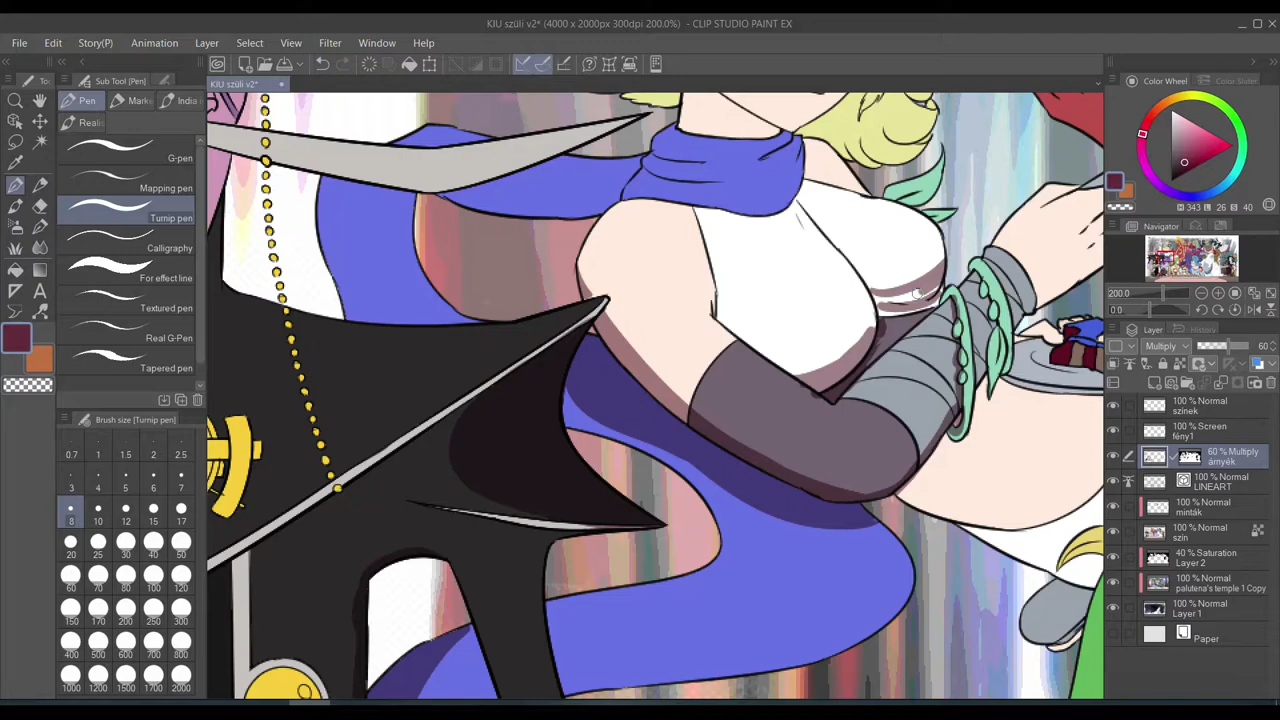 KIU szüli v2* (4000 x 2000px 300dpi 200.0%) - CLIP STUDIO PAINT EX
File Edit Story(P) Animation Layer Select View Filter Window Help
Sub Tool [Pen]
KIU szüli v2*
Color Wheel Color Slider
Pen Marke India
Realis
G-pen
Mapping pen
Turnip pen
Calligraphy
For effect line
Textured pen
Real G-Pen
Tapered pen
H 343 L 26 S 40
Navigator
200.0
0.0
Layer History
Multiply 60
Brush size [Turnip pen]
0.7 1 1.5 2 2.5
3 4 5 6 7
8 10 12 15 17
20 25 30 40 50
60 70 80 100 120
150 170 200 250 300
400 500 600 700 800
1000 1200 1500 1700 2000
100 % Normal
színek
100 % Screen
fény1
60 % Multiply
árnyék
100 % Normal
LINEART
100 % Normal
minták
100 % Normal
szín
40 % Saturation
Layer 2
100 % Normal
palutena's temple 1 Copy
100 % Normal
Layer 1
Paper